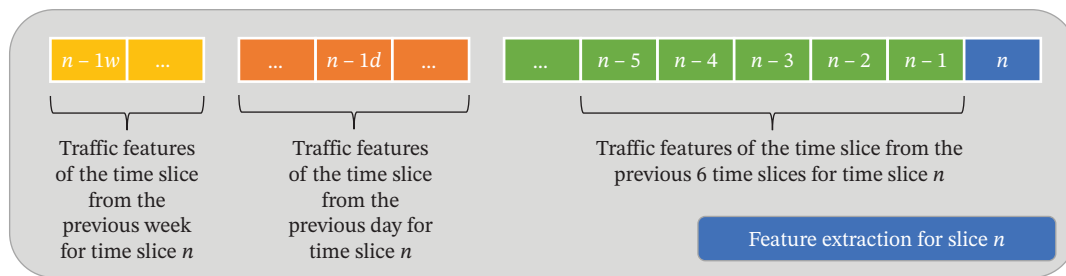 n – 1w ... ... n – 1d ... ... n – 5 n – 4 n – 3 n – 2 n – 1 n
Traffic features
of the time slice
from the
previous week
for time slice n
Traffic features
of the time slice
from the
previous day for
time slice n
Traffic features of the time slice from the
previous 6 time slices for time slice n
Feature extraction for slice n